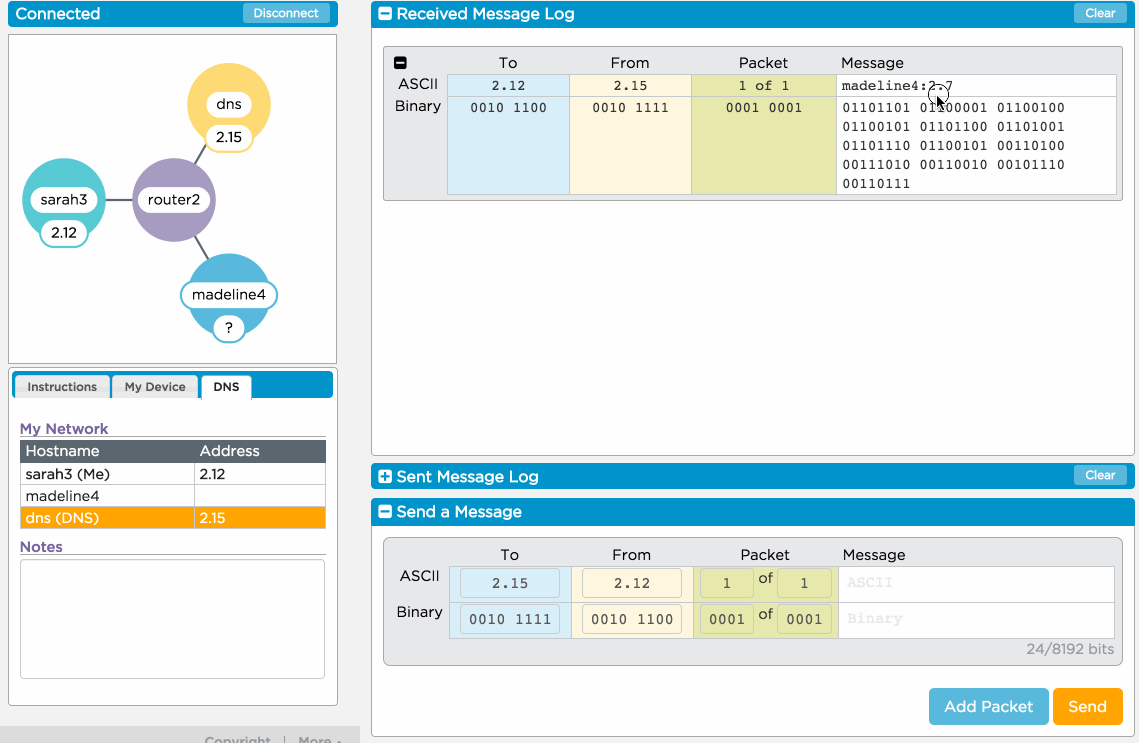 Connected
Disconnect
dns
2.15
sarah3
2.12
router2
madeline4
?
Instructions
My Device
DNS
My Network
Hostname Address
sarah3 (Me) 2.12
madeline4
dns (DNS) 2.15
Notes
Copyright | More
Received Message Log
Clear
To From Packet Message
ASCII 2.12 2.15 1 of 1 madeline4:2.7
Binary 0010 1100 0010 1111 0001 0001 01101101 01100001 01100100
01100101 01101100 01101001
01101110 01100101 00110100
00111010 00110010 00101110
00110111
Sent Message Log
Clear
Send a Message
To From Packet Message
ASCII 2.15 2.12 1 of 1 ASCII
Binary 0010 1111 0010 1100 0001 of 0001 Binary
24/8192 bits
Add Packet
Send